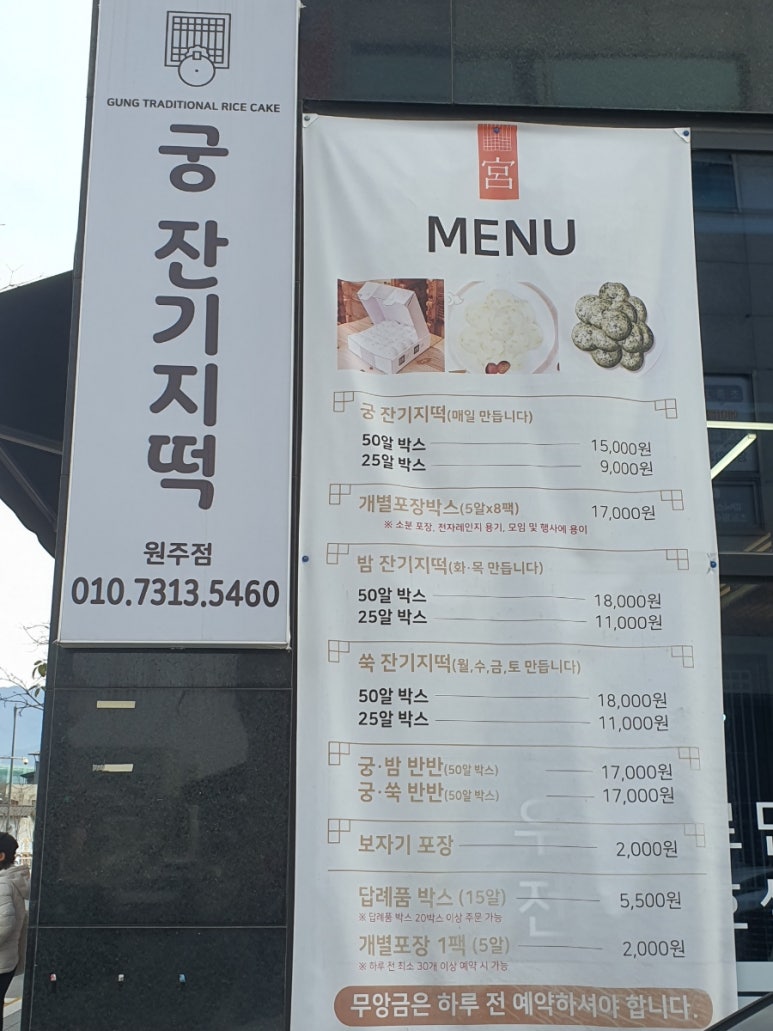 GUNG TRADITIONAL RICE CAKE
궁 잔기지떡
원주점
010.7313.5460
宮
MENU
궁 잔기지떡(매일 만듭니다)
50알 박스 15,000원
25알 박스 9,000원
개별포장박스(5알x8팩) 17,000원
※ 소분 포장, 전자레인지 용기, 모임 및 행사에 용이
밤 잔기지떡(화·목 만듭니다)
50알 박스 18,000원
25알 박스 11,000원
쑥 잔기지떡(월,수,금,토 만듭니다)
50알 박스 18,000원
25알 박스 11,000원
궁·밤 반반(50알 박스) 17,000원
궁·쑥 반반(50알 박스) 17,000원
보자기 포장 2,000원
답례품 박스 (15알) 5,500원
※ 답례품 박스 20박스 이상 주문 가능
개별포장 1팩 (5알) 2,000원
※ 하루 전 최소 30개 이상 예약 시 가능
무앙금은 하루 전 예약하셔야 합니다.